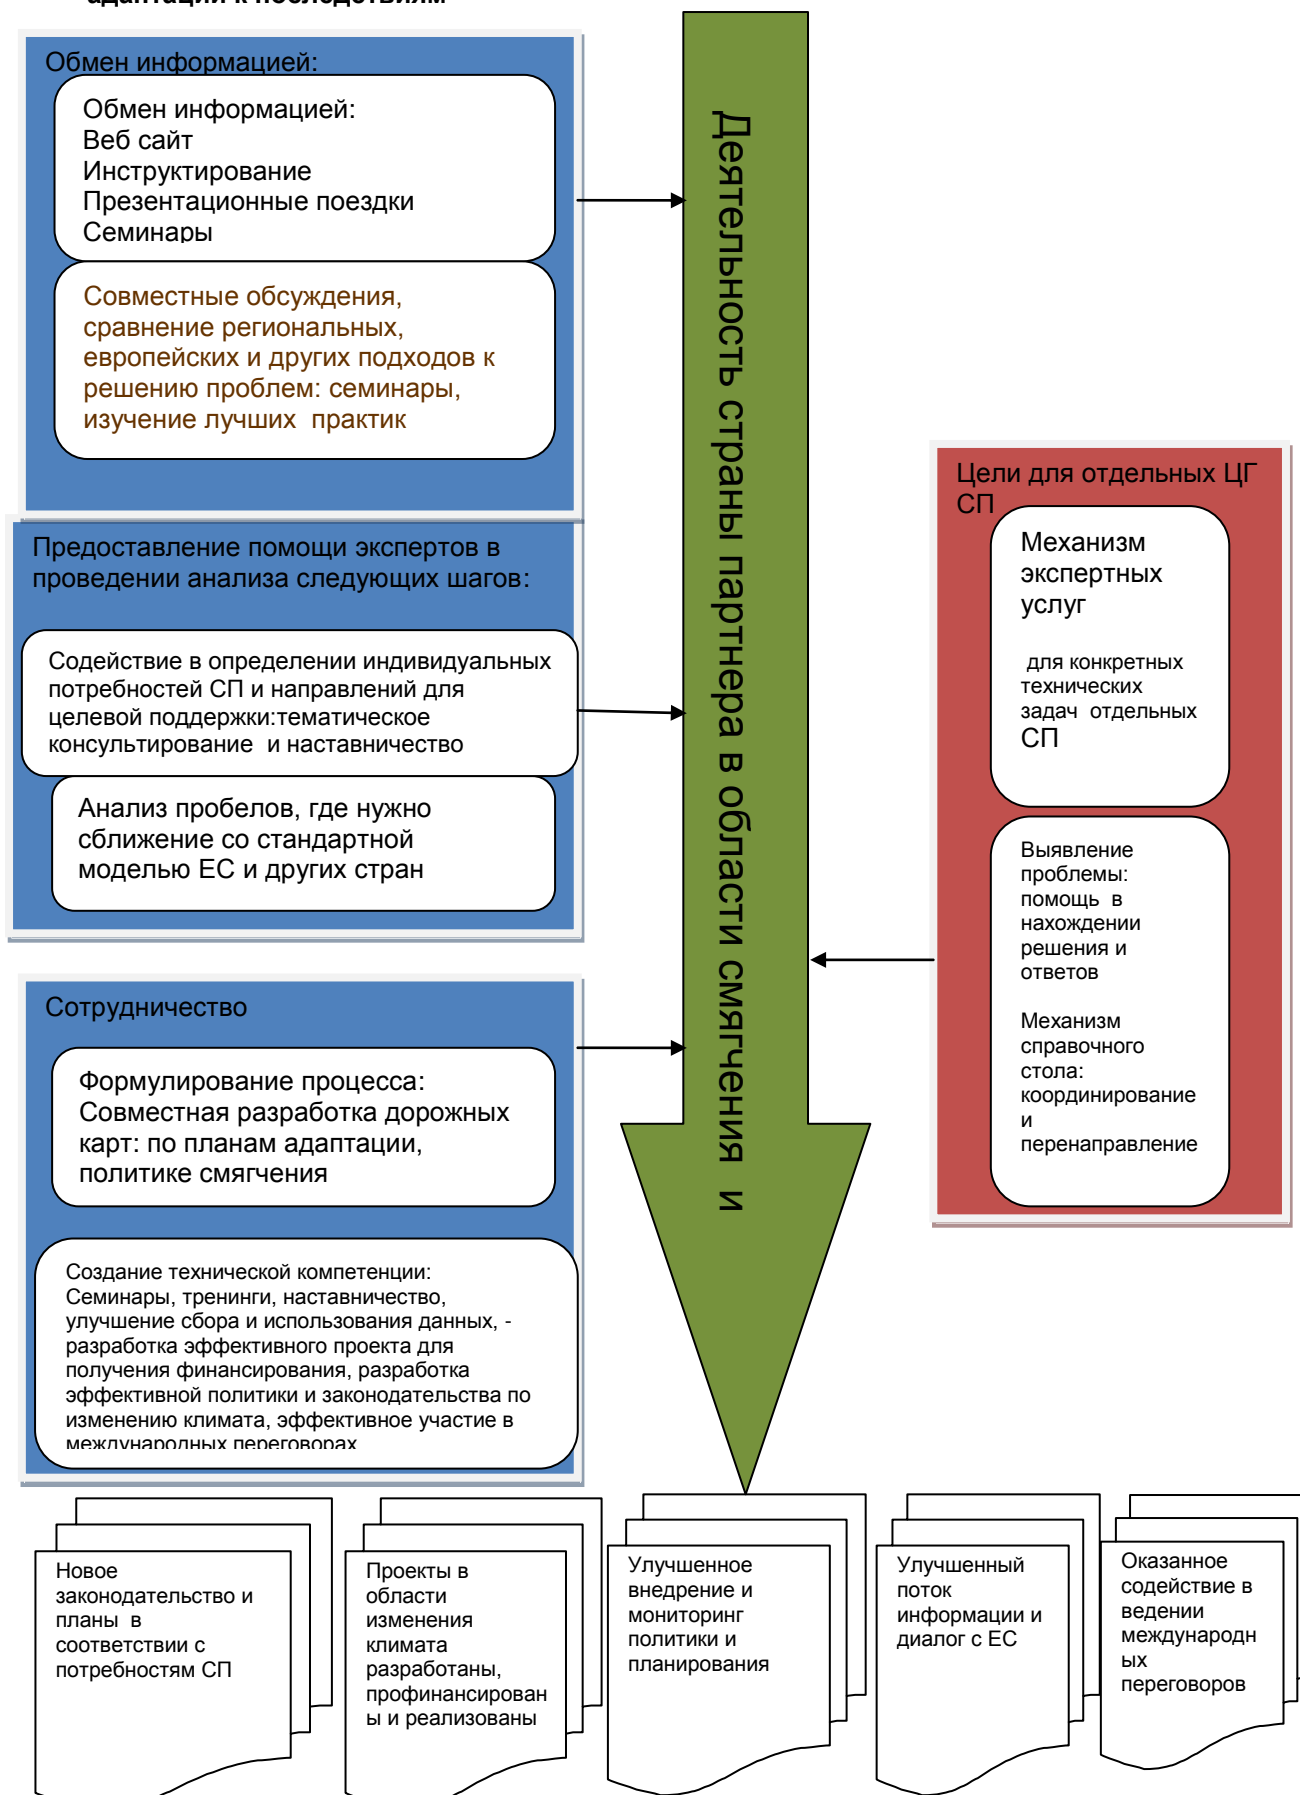 адаптации к последствиям
Обмен информацией:
Обмен информацией:
Веб сайт
Инструктирование
Презентационные поездки
Семинары
Совместные обсуждения,
сравнение региональных,
европейских и других подходов к
решению проблем: семинары,
изучение лучших практик
Предоставление помощи экспертов в
проведении анализа следующих шагов:
Содействие в определении индивидуальных
потребностей СП и направлений для
целевой поддержки:тематическое
консультирование и наставничество
Анализ пробелов, где нужно
сближение со стандартной
моделью ЕС и других стран
Сотрудничество
Формулирование процесса:
Совместная разработка дорожных
карт: по планам адаптации,
политике смягчения
Создание технической компетенции:
Семинары, тренинги, наставничество,
улучшение сбора и использования данных, -
разработка эффективного проекта для
получения финансирования, разработка
эффективной политики и законодательства по
изменению климата, эффективное участие в
международных переговорах
Деятельность страны партнера в области смягчения и
Цели для отдельных ЦГ
СП
Механизм
экспертных
услуг
для конкретных
технических
задач отдельных
СП
Выявление
проблемы:
помощь в
нахождении
решения и
ответов
Механизм
справочного
стола:
координирование
и
перенаправление
Новое
законодательство и
планы в
соответствии с
потребностям СП
Проекты в
области
изменения
климата
разработаны,
профинансирован
ы и реализованы
Улучшенное
внедрение и
мониторинг
политики и
планирования
Улучшенный
поток
информации и
диалог с ЕС
Оказанное
содействие в
ведении
международн
ых
переговоров